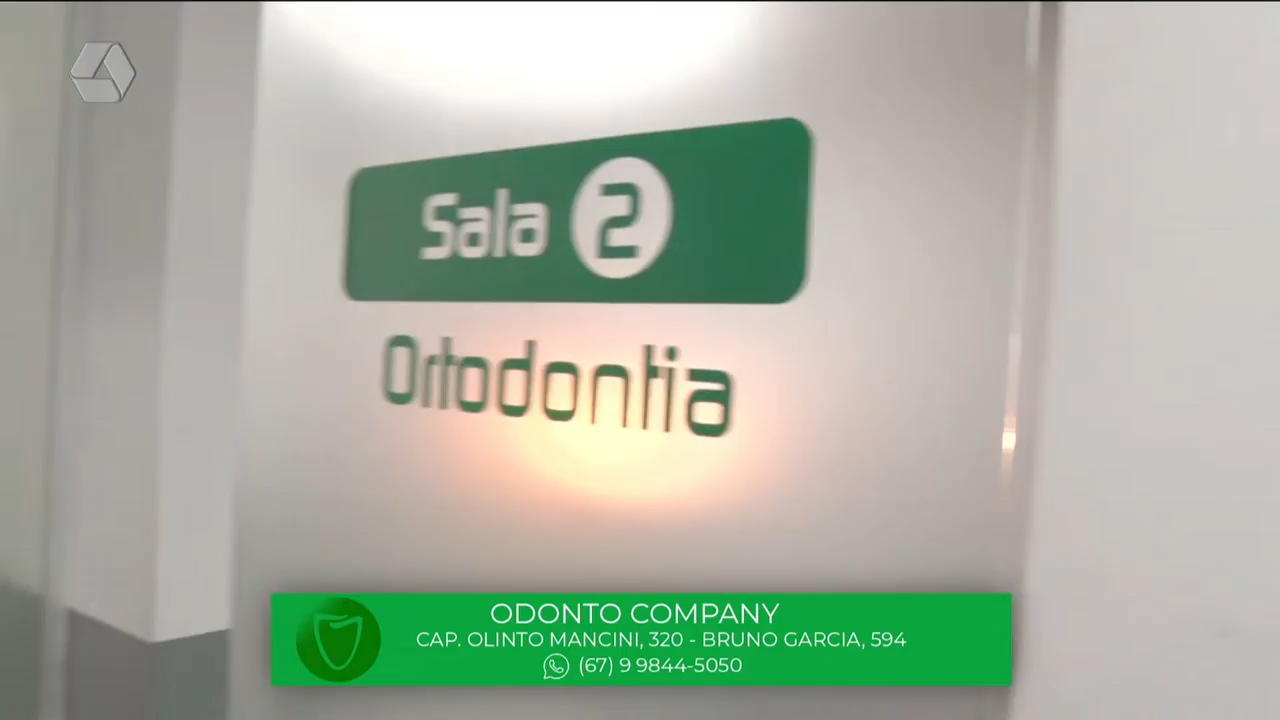 Sala 2
Ortodontia
ODONTO COMPANY
CAP. OLINTO MANCINI, 320 - BRUNO GARCIA, 594
(67) 9 9844-5050